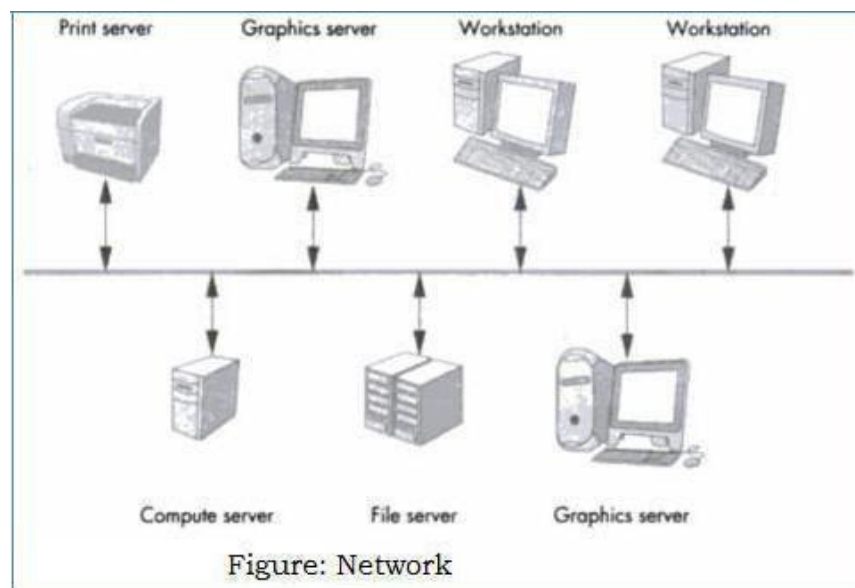 Print server Graphics server Workstation Workstation
Compute server File server Graphics server
Figure: Network